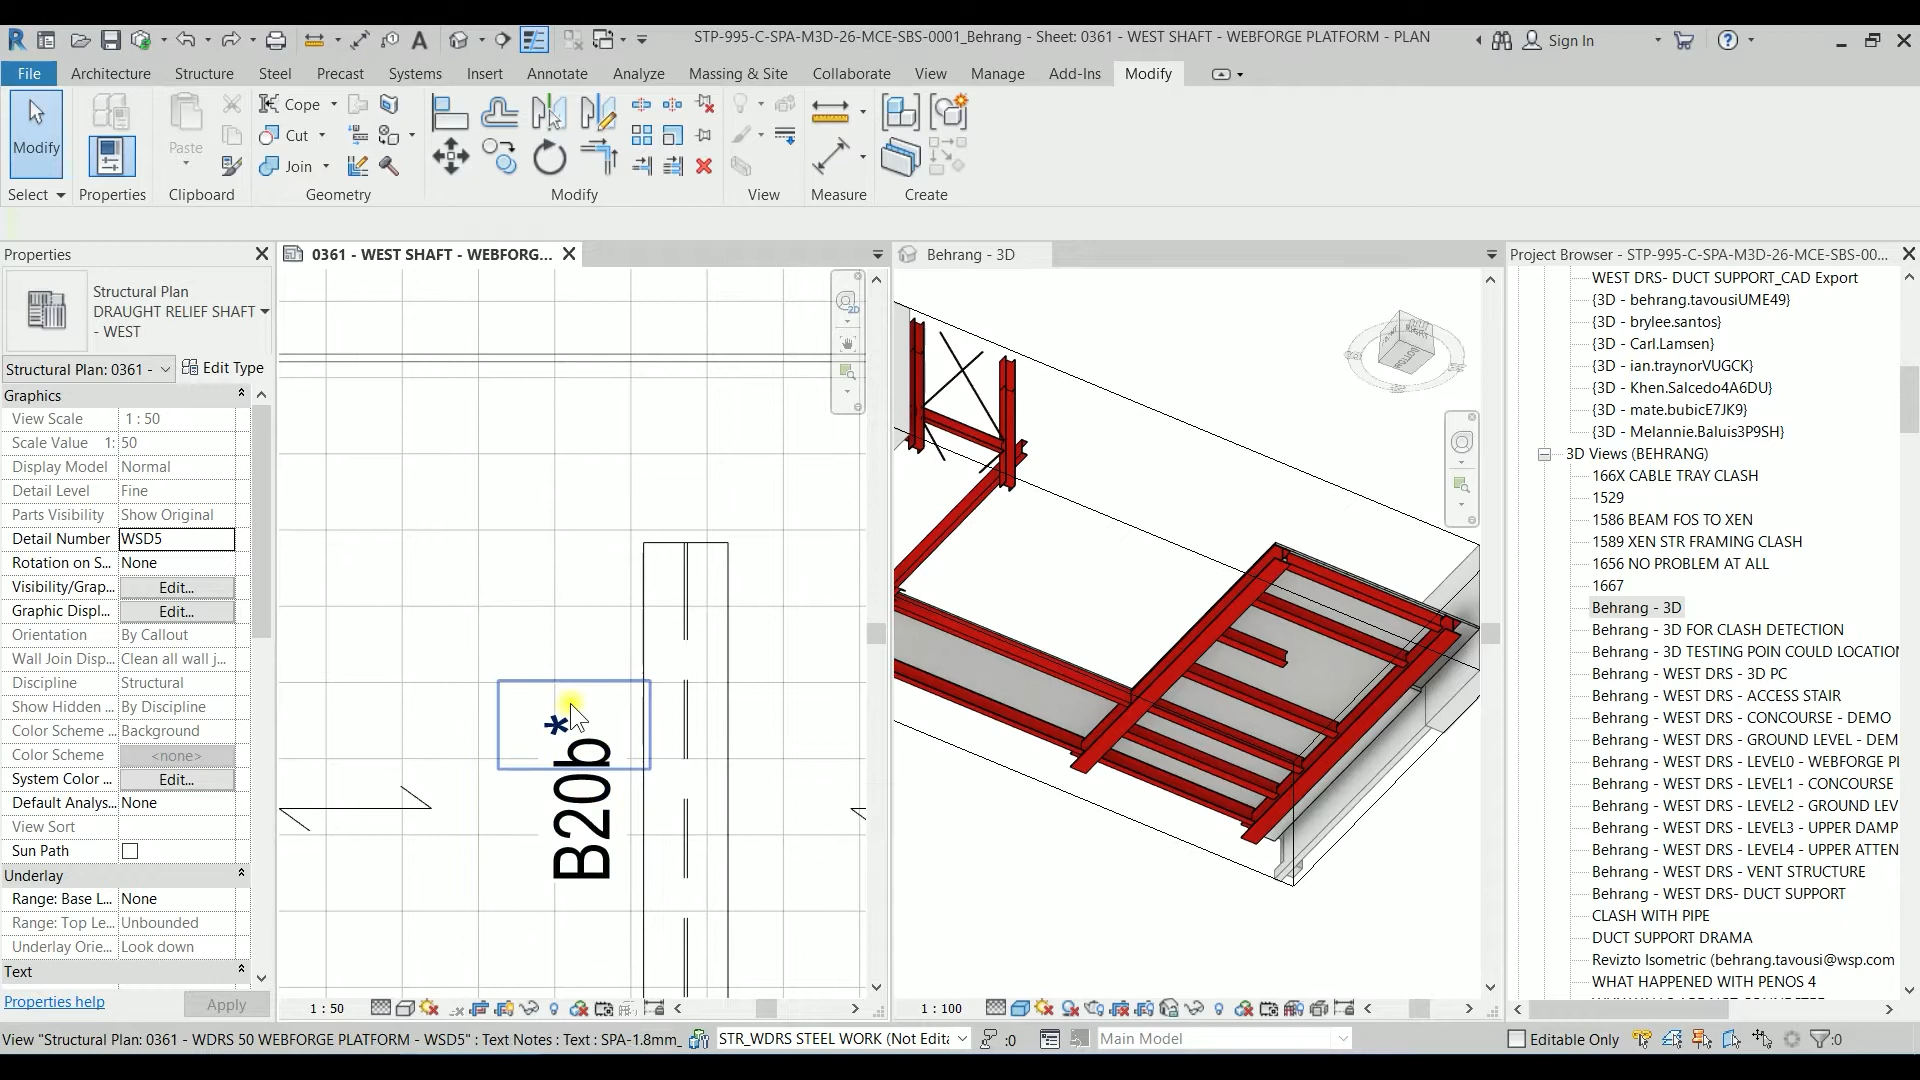 STP-995-C-SPA-M3D-26-MCE-SBS-0001_Behrang - Sheet: 0361 - WEST SHAFT - WEBFORGE PLATFORM - PLAN
Sign In
File
Architecture
Structure
Steel
Precast
Systems
Insert
Annotate
Analyze
Massing & Site
Collaborate
View
Manage
Add-Ins
Modify
Modify
Paste
Cope
Cut
Join
Select
Properties
Clipboard
Geometry
Modify
View
Measure
Create
Properties
Structural Plan
DRAUGHT RELIEF SHAFT
- WEST
Structural Plan: 0361 -
Edit Type
Graphics
View Scale 1 : 50
Scale Value 1: 50
Display Model Normal
Detail Level Fine
Parts Visibility Show Original
Detail Number WSD5
Rotation on S... None
Visibility/Grap... Edit...
Graphic Displ... Edit...
Orientation By Callout
Wall Join Disp... Clean all wall j...
Discipline Structural
Show Hidden ... By Discipline
Color Scheme ... Background
Color Scheme <none>
System Color ... Edit...
Default Analys... None
View Sort
Sun Path
Underlay
Range: Base L... None
Range: Top Le... Unbounded
Underlay Orie... Look down
Text
Properties help
Apply
0361 - WEST SHAFT - WEBFORG...
2D
B20b
*
1 : 50
Behrang - 3D
BOTTOM
1 : 100
Project Browser - STP-995-C-SPA-M3D-26-MCE-SBS-00...
WEST DRS- DUCT SUPPORT_CAD Export
{3D - behrang.tavousiUME49}
{3D - brylee.santos}
{3D - Carl.Lamsen}
{3D - ian.traynorVUGCK}
{3D - Khen.Salcedo4A6DU}
{3D - mate.bubicE7JK9}
{3D - Melannie.Baluis3P9SH}
3D Views (BEHRANG)
166X CABLE TRAY CLASH
1529
1586 BEAM FOS TO XEN
1589 XEN STR FRAMING CLASH
1656 NO PROBLEM AT ALL
1667
Behrang - 3D
Behrang - 3D FOR CLASH DETECTION
Behrang - 3D TESTING POIN COULD LOCATION
Behrang - WEST DRS - 3D PC
Behrang - WEST DRS - ACCESS STAIR
Behrang - WEST DRS - CONCOURSE - DEMO
Behrang - WEST DRS - GROUND LEVEL - DEM
Behrang - WEST DRS - LEVEL0 - WEBFORGE Pl
Behrang - WEST DRS - LEVEL1 - CONCOURSE
Behrang - WEST DRS - LEVEL2 - GROUND LEV
Behrang - WEST DRS - LEVEL3 - UPPER DAMP
Behrang - WEST DRS - LEVEL4 - UPPER ATTEN
Behrang - WEST DRS - VENT STRUCTURE
Behrang - WEST DRS- DUCT SUPPORT
CLASH WITH PIPE
DUCT SUPPORT DRAMA
Revizto Isometric (behrang.tavousi@wsp.com
WHAT HAPPENED WITH PENOS 4
View "Structural Plan: 0361 - WDRS 50 WEBFORGE PLATFORM - WSD5" : Text Notes : Text : SPA-1.8mm_
STR_WDRS STEEL WORK (Not Edita
:0
Main Model
Editable Only
:0